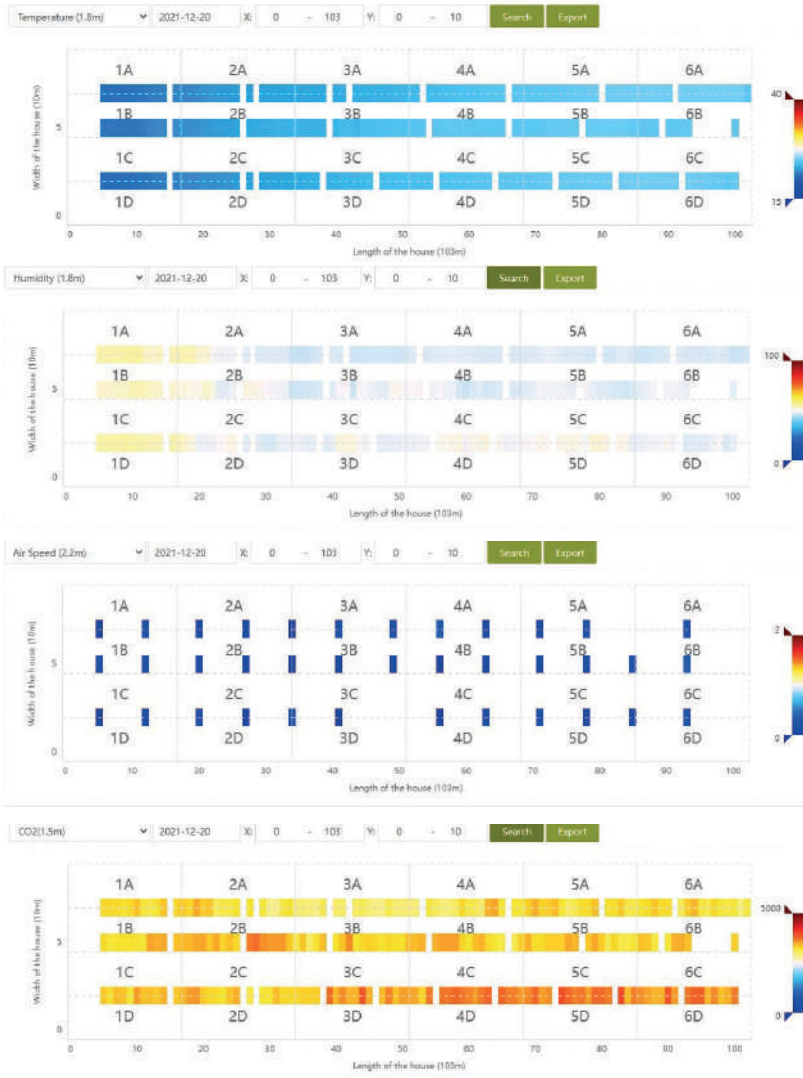 Temperature (1.8m) 2021-12-20 X: 0 - 103 Y: 0 - 10 Search Export
1A 2A 3A 4A 5A 6A
40
1B 2B 3B 4B 5B 6B
5
1C 2C 3C 4C 5C 6C
15
1D 2D 3D 4D 5D 6D
0
Width of the house (10m)
0 10 20 30 40 50 60 70 80 90 100
Length of the house (103m)
Humidity (1.8m) 2021-12-20 X: 0 - 103 Y: 0 - 10 Search Export
1A 2A 3A 4A 5A 6A
100
1B 2B 3B 4B 5B 6B
5
1C 2C 3C 4C 5C 6C
0
1D 2D 3D 4D 5D 6D
0
Width of the house (10m)
0 10 20 30 40 50 60 70 80 90 100
Length of the house (103m)
Air Speed (2.2m) 2021-12-20 X: 0 - 103 Y: 0 - 10 Search Export
1A 2A 3A 4A 5A 6A
2
1B 2B 3B 4B 5B 6B
5
1C 2C 3C 4C 5C 6C
0
1D 2D 3D 4D 5D 6D
0
Width of the house (10m)
0 10 20 30 40 50 60 70 80 90 100
Length of the house (103m)
CO2(1.5m) 2021-12-20 X: 0 - 103 Y: 0 - 10 Search Export
1A 2A 3A 4A 5A 6A
5000
1B 2B 3B 4B 5B 6B
5
1C 2C 3C 4C 5C 6C
0
1D 2D 3D 4D 5D 6D
0
Width of the house (10m)
0 10 20 30 40 50 60 70 80 90 100
Length of the house (103m)